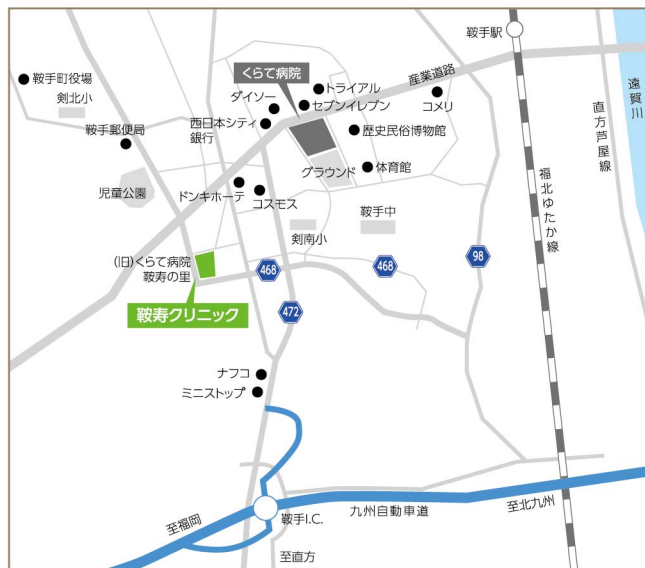 鞍手駅
鞍手町役場
くらて病院
トライアル
産業道路
剣北小
ダイソー
セブンイレブン
コメリ
遠賀川
直方芦屋線
鞍手郵便局
西日本シティ
銀行
歴史民俗博物館
グラウンド
体育館
福北ゆたか線
児童公園
ドンキホーテ
コスモス
鞍手中
剣南小
(旧)くらて病院
鞍寿の里
468
468
98
鞍寿クリニック
472
ナフコ
ミニストップ
至福岡
鞍手I.C.
九州自動車道
至北九州
至直方